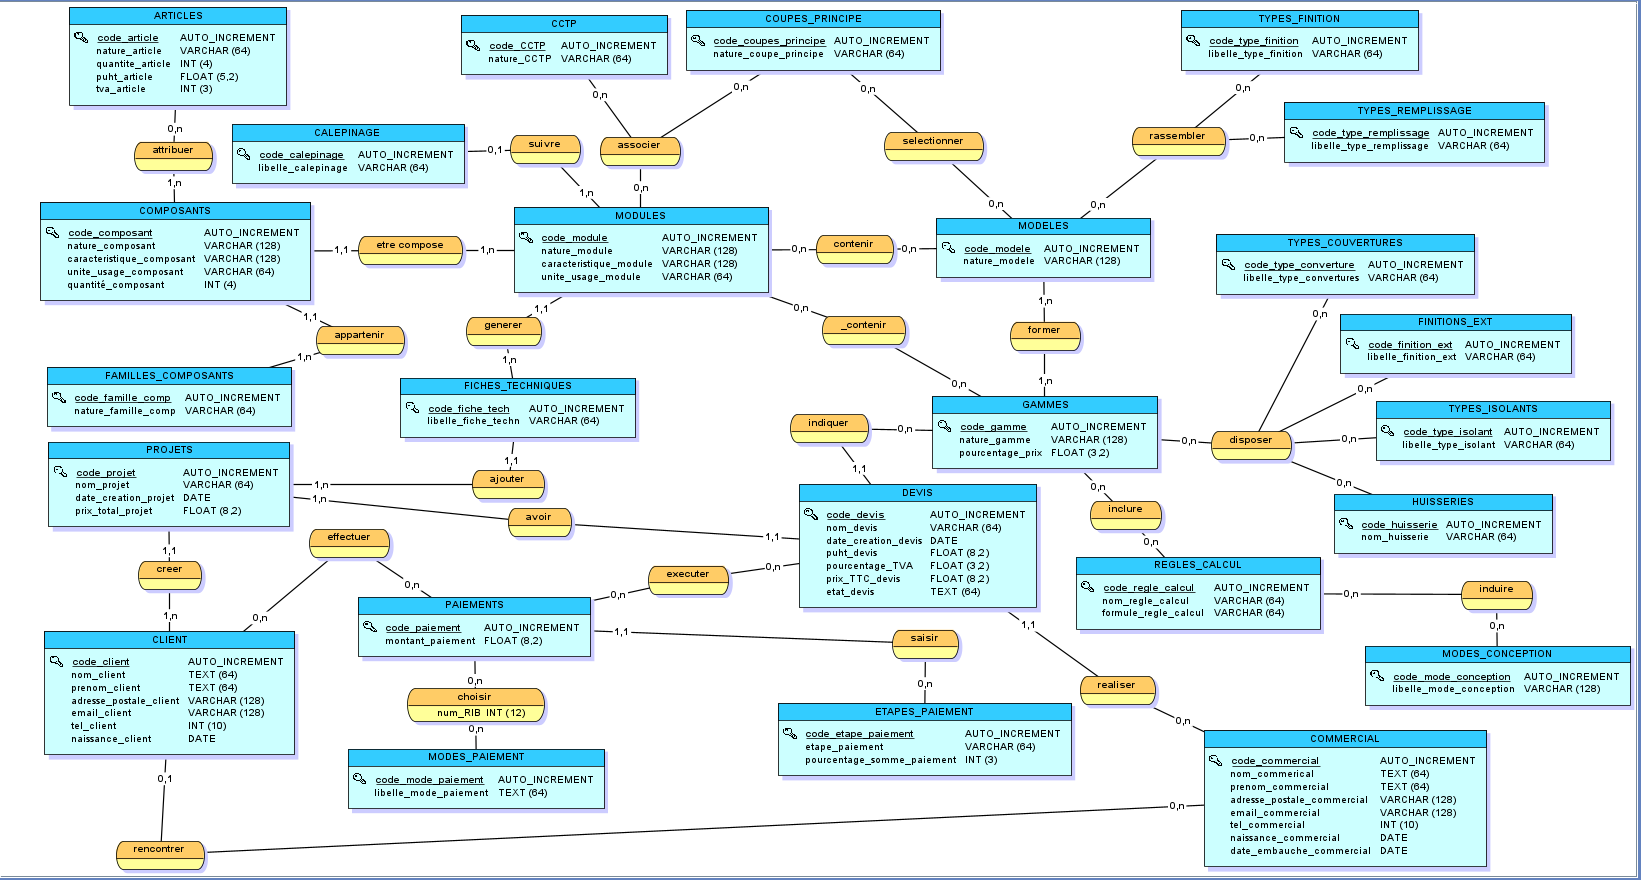 ARTICLES
code_article AUTO_INCREMENT
nature_article VARCHAR (64)
quantite_article INT (4)
puht_article FLOAT (5,2)
tva_article INT (3)
CCTP
code_CCTP AUTO_INCREMENT
nature_CCTP VARCHAR (64)
COUPES_PRINCIPE
code_coupes_principe AUTO_INCREMENT
nature_coupe_principe VARCHAR (64)
TYPES_FINITION
code_type_finition AUTO_INCREMENT
libelle_type_finition VARCHAR (64)
0,n
0,n
0,n
0,n
0,n
TYPES_REMPLISSAGE
code_type_remplissage AUTO_INCREMENT
libelle_type_remplissage VARCHAR (64)
CALEPINAGE
code_calepinage AUTO_INCREMENT
libelle_calepinage VARCHAR (64)
attribuer
0,1
suivre
associer
selectionner
rassembler
0,n
1,n
1,n
0,n
0,n
0,n
COMPOSANTS
code_composant AUTO_INCREMENT
nature_composant VARCHAR (128)
caracteristique_composant VARCHAR (128)
unite_usage_composant VARCHAR (64)
quantité_composant INT (4)
1,1
etre compose
1,n
MODULES
code_module AUTO_INCREMENT
nature_module VARCHAR (128)
caracteristique_module VARCHAR (128)
unite_usage_module VARCHAR (64)
0,n
contenir
0,n
MODELES
code_modele AUTO_INCREMENT
nature_modele VARCHAR (128)
TYPES_COUVERTURES
code_type_converture AUTO_INCREMENT
libelle_type_convertures VARCHAR (64)
1,1
appartenir
1,n
1,1
generer
1,n
0,n
_contenir
0,n
1,n
former
1,n
0,n
FINITIONS_EXT
code_finition_ext AUTO_INCREMENT
libelle_finition_ext VARCHAR (64)
0,n
FAMILLES_COMPOSANTS
code_famille_comp AUTO_INCREMENT
nature_famille_comp VARCHAR (64)
FICHES_TECHNIQUES
code_fiche_tech AUTO_INCREMENT
libelle_fiche_techn VARCHAR (64)
indiquer
0,n
1,1
GAMMES
code_gamme AUTO_INCREMENT
nature_gamme VARCHAR (128)
pourcentage_prix FLOAT (3,2)
0,n
disposer
0,n
TYPES_ISOLANTS
code_type_isolant AUTO_INCREMENT
libelle_type_isolant VARCHAR (64)
0,n
HUISSERIES
code_huisserie AUTO_INCREMENT
nom_huisserie VARCHAR (64)
PROJETS
code_projet AUTO_INCREMENT
nom_projet VARCHAR (64)
date_creation_projet DATE
prix_total_projet FLOAT (8,2)
1,1
ajouter
1,n
1,n
avoir
1,1
DEVIS
code_devis AUTO_INCREMENT
nom_devis VARCHAR (64)
date_creation_devis DATE
puht_devis FLOAT (8,2)
pourcentage_TVA FLOAT (3,2)
prix_TTC_devis FLOAT (8,2)
etat_devis TEXT (64)
0,n
inclure
0,n
REGLES_CALCUL
code_regle_calcul AUTO_INCREMENT
nom_regle_calcul VARCHAR (64)
formule_regle_calcul VARCHAR (64)
0,n
induire
0,n
MODES_CONCEPTION
code_mode_conception AUTO_INCREMENT
libelle_mode_conception VARCHAR (128)
1,1
creer
1,n
effectuer
0,n
0,n
executer
0,n
0,n
PAIEMENTS
code_paiement AUTO_INCREMENT
montant_paiement FLOAT (8,2)
1,1
saisir
0,n
1,1
realiser
0,n
CLIENT
code_client AUTO_INCREMENT
nom_client TEXT (64)
prenom_client TEXT (64)
adresse_postale_client VARCHAR (128)
email_client VARCHAR (128)
tel_client INT (10)
naissance_client DATE
0,n
choisir
num_RIB INT (12)
0,n
MODES_PAIEMENT
code_mode_paiement AUTO_INCREMENT
libelle_mode_paiement TEXT (64)
ETAPES_PAIEMENT
code_etape_paiement AUTO_INCREMENT
etape_paiement VARCHAR (64)
pourcentage_somme_paiement INT (3)
COMMERCIAL
code_commercial AUTO_INCREMENT
nom_commerical TEXT (64)
prenom_commercial TEXT (64)
adresse_postale_commercial VARCHAR (128)
email_commercial VARCHAR (128)
tel_commercial INT (10)
naissance_commercial DATE
date_embauche_commercial DATE
0,1
0,n
rencontrer